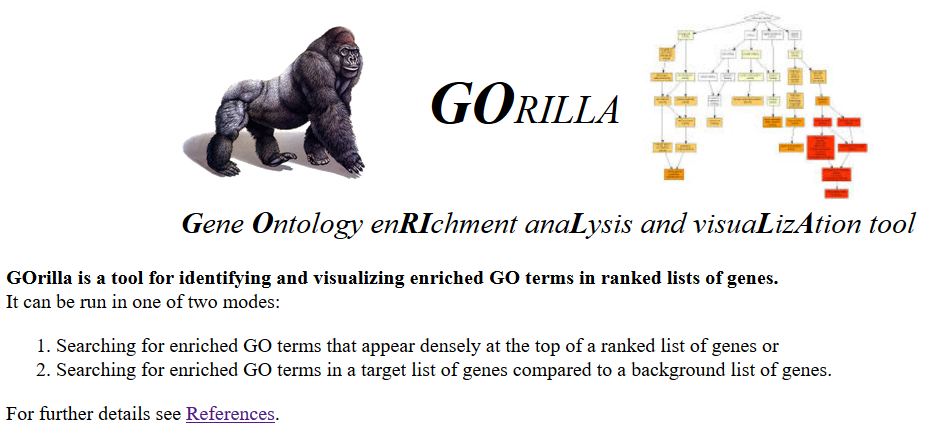 GORILLA
Gene Ontology enRIchment anaLysis and visuaLizAtion tool
GOrilla is a tool for identifying and visualizing enriched GO terms in ranked lists of genes.
It can be run in one of two modes:
1. Searching for enriched GO terms that appear densely at the top of a ranked list of genes or
2. Searching for enriched GO terms in a target list of genes compared to a background list of genes.
For further details see References.